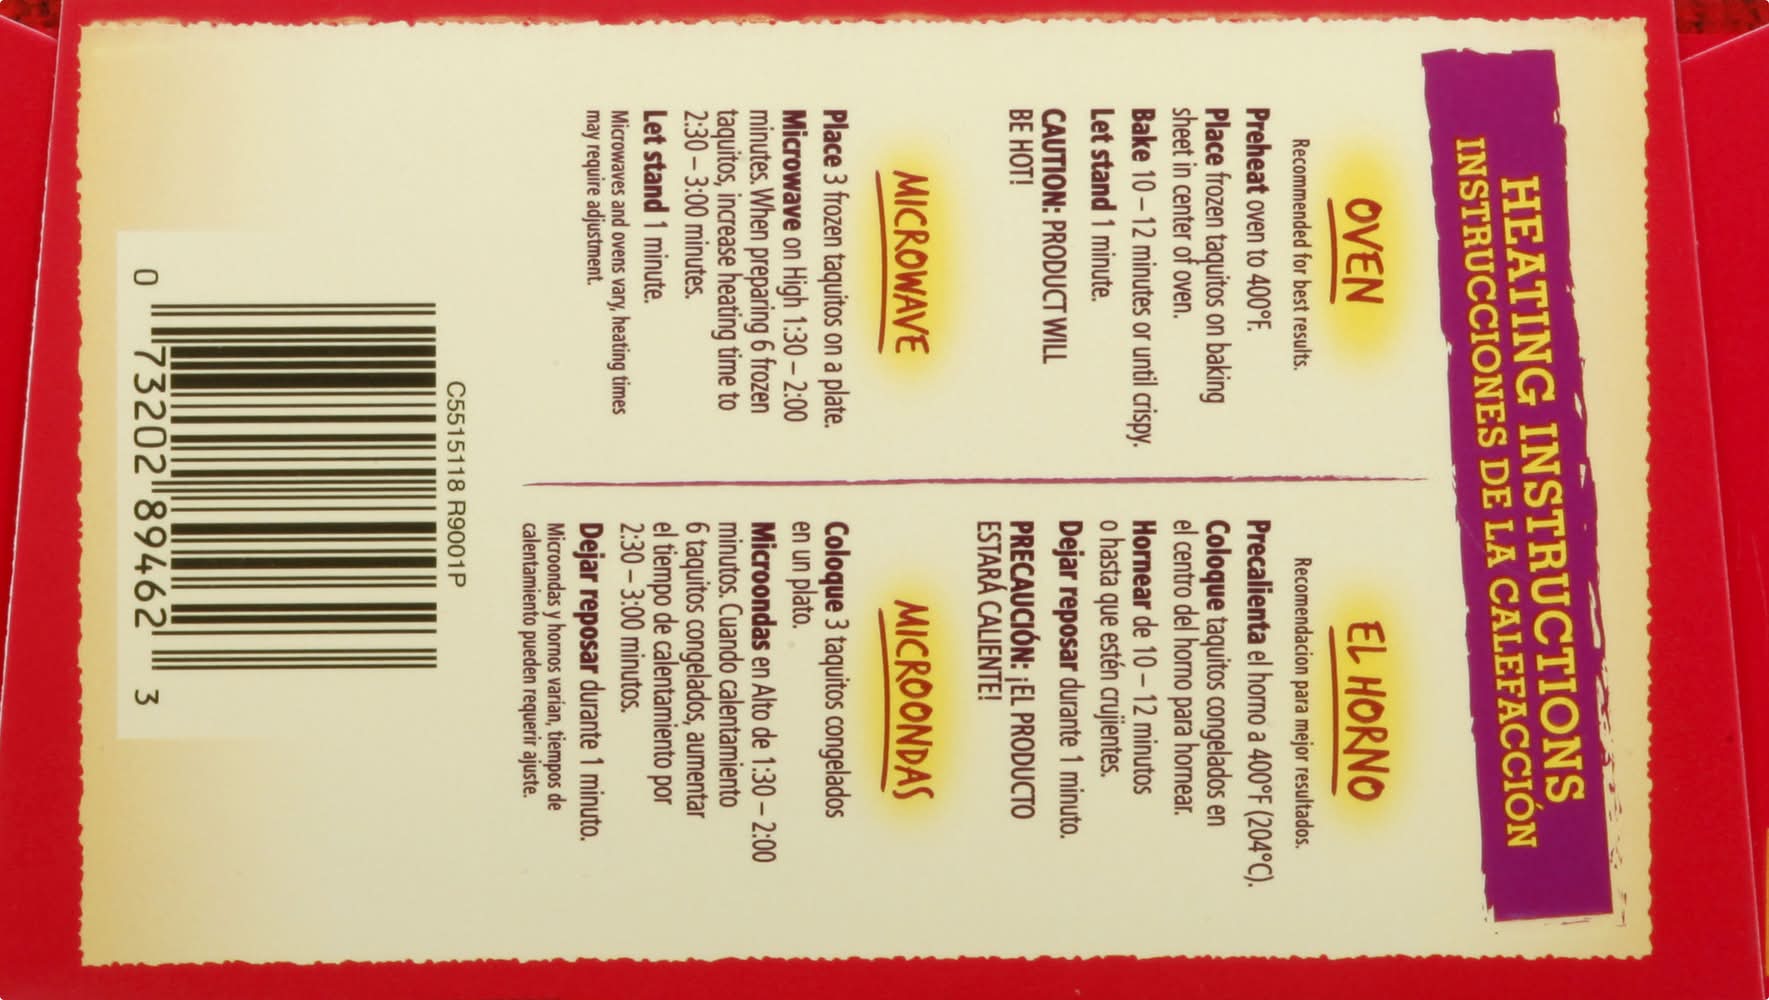 HEATING INSTRUCTIONS
INSTRUCCIONES DE LA CALEFACCIÓN
OVEN
Recommended for best results.
Preheat oven to 400°F.
Place frozen taquitos on baking
sheet in center of oven.
Bake 10 – 12 minutes or until crispy.
Let stand 1 minute.
CAUTION: PRODUCT WILL
BE HOT!
MICROWAVE
Place 3 frozen taquitos on a plate.
Microwave on High 1:30 – 2:00
minutes. When preparing 6 frozen
taquitos, increase heating time to
2:30 – 3:00 minutes.
Let stand 1 minute.
Microwaves and ovens vary, heating times
may require adjustment.
EL HORNO
Recomendacion para mejor resultados.
Precalienta el horno a 400°F (204°C).
Coloque taquitos congelados en
el centro del horno para hornear.
Hornear de 10 – 12 minutos
o hasta que estén crujientes.
Dejar reposar durante 1 minuto.
PRECAUCIÓN: ¡EL PRODUCTO
ESTARÁ CALIENTE!
MICROONDAS
Coloque 3 taquitos congelados
en un plato.
Microondas en Alto de 1:30 – 2:00
minutos. Cuando calentamiento
6 taquitos congelados, aumentar
el tiempo de calentamiento por
2:30 – 3:00 minutos.
Dejar reposar durante 1 minuto.
Microondas y hornos varían, tiempos de
calentamiento pueden requerir ajuste.
C5515118 R9001P
0 73202 89462 3